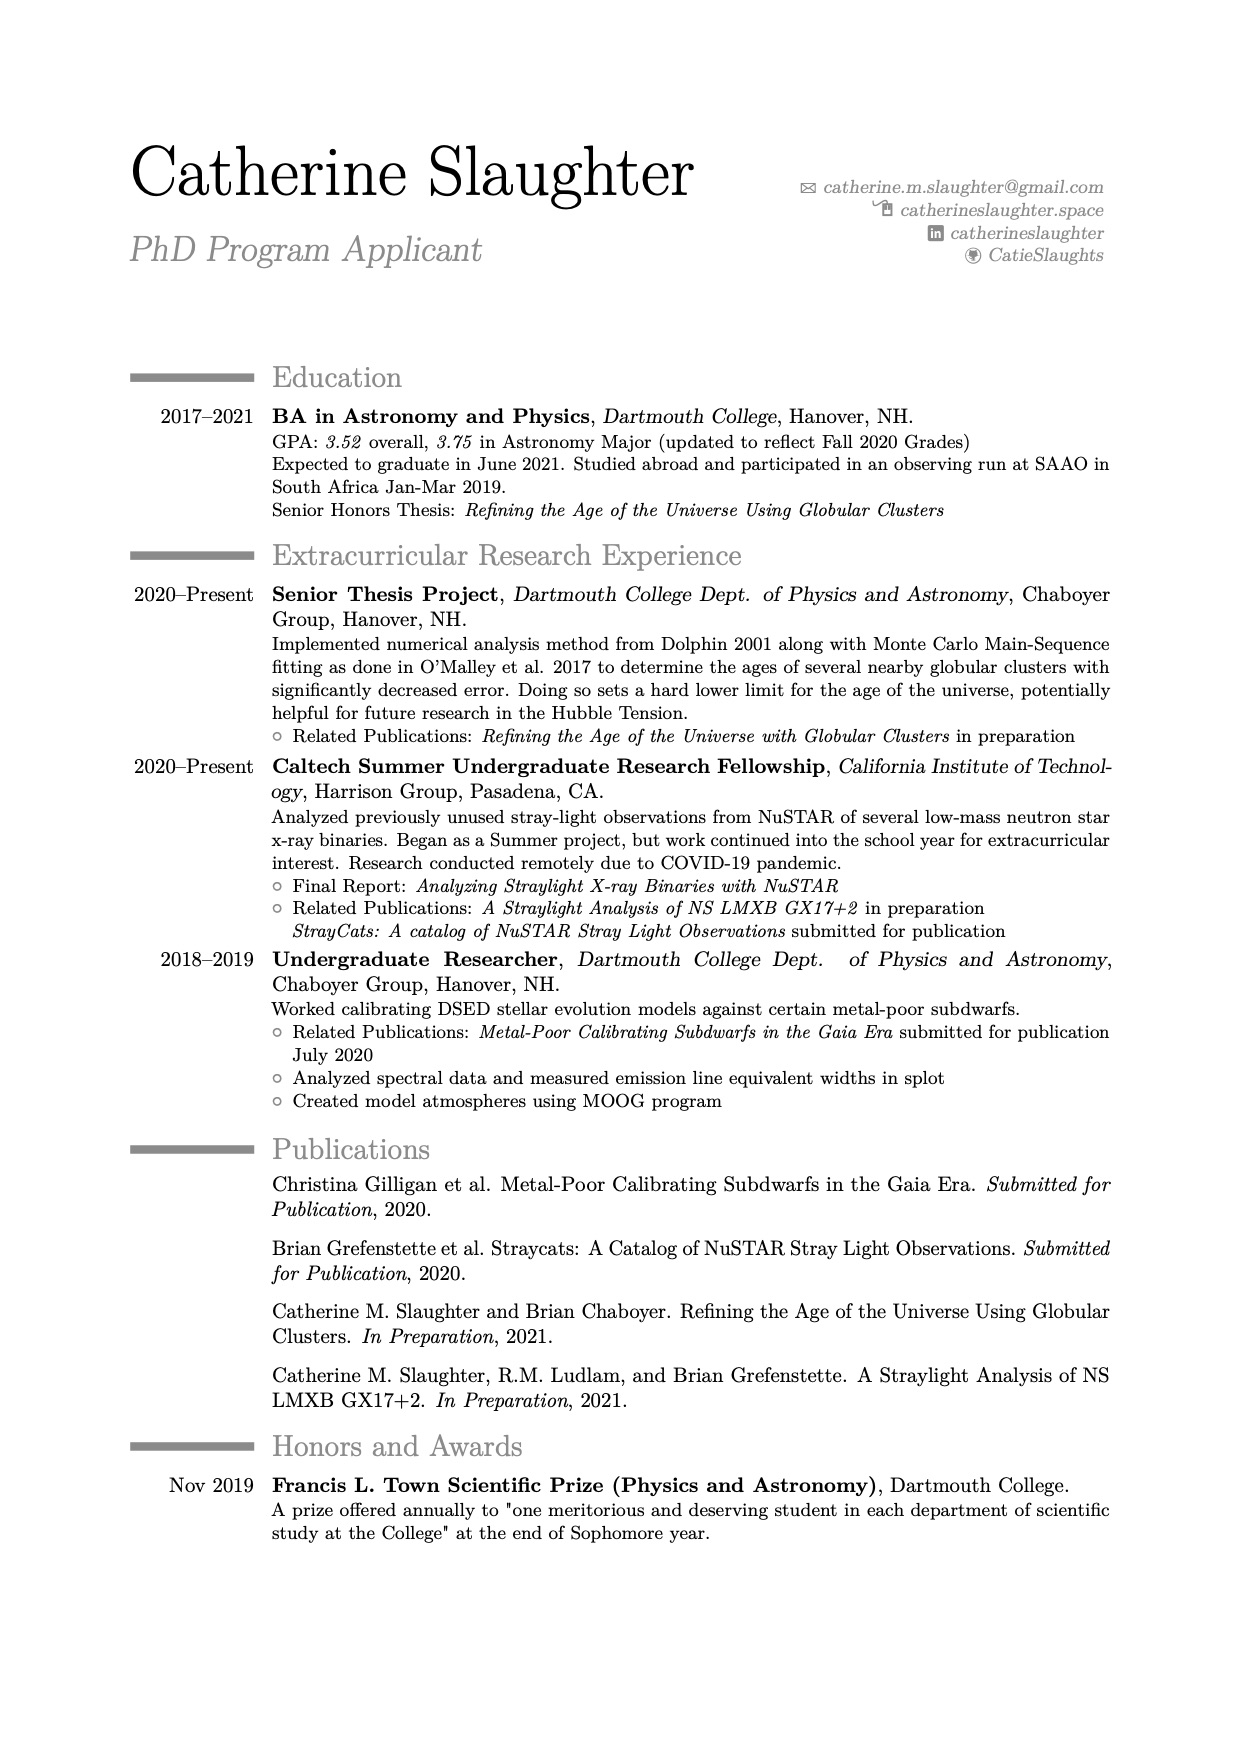 Catherine Slaughter
PhD Program Applicant
catherine.m.slaughter@gmail.com
catherineslaughter.space
catherineslaughter
CatieSlaughts
Education
2017–2021 BA in Astronomy and Physics, Dartmouth College, Hanover, NH.
GPA: 3.52 overall, 3.75 in Astronomy Major (updated to reflect Fall 2020 Grades)
Expected to graduate in June 2021. Studied abroad and participated in an observing run at SAAO in
South Africa Jan-Mar 2019.
Senior Honors Thesis: Refining the Age of the Universe Using Globular Clusters
Extracurricular Research Experience
2020–Present Senior Thesis Project, Dartmouth College Dept. of Physics and Astronomy, Chaboyer
Group, Hanover, NH.
Implemented numerical analysis method from Dolphin 2001 along with Monte Carlo Main-Sequence
fitting as done in O'Malley et al. 2017 to determine the ages of several nearby globular clusters with
significantly decreased error. Doing so sets a hard lower limit for the age of the universe, potentially
helpful for future research in the Hubble Tension.
○ Related Publications: Refining the Age of the Universe with Globular Clusters in preparation
2020–Present Caltech Summer Undergraduate Research Fellowship, California Institute of Technol-
ogy, Harrison Group, Pasadena, CA.
Analyzed previously unused stray-light observations from NuSTAR of several low-mass neutron star
x-ray binaries. Began as a Summer project, but work continued into the school year for extracurricular
interest. Research conducted remotely due to COVID-19 pandemic.
○ Final Report: Analyzing Straylight X-ray Binaries with NuSTAR
○ Related Publications: A Straylight Analysis of NS LMXB GX17+2 in preparation
StrayCats: A catalog of NuSTAR Stray Light Observations submitted for publication
2018–2019 Undergraduate Researcher, Dartmouth College Dept. of Physics and Astronomy,
Chaboyer Group, Hanover, NH.
Worked calibrating DSED stellar evolution models against certain metal-poor subdwarfs.
○ Related Publications: Metal-Poor Calibrating Subdwarfs in the Gaia Era submitted for publication
July 2020
○ Analyzed spectral data and measured emission line equivalent widths in splot
○ Created model atmospheres using MOOG program
Publications
Christina Gilligan et al. Metal-Poor Calibrating Subdwarfs in the Gaia Era. Submitted for
Publication, 2020.
Brian Grefenstette et al. Straycats: A Catalog of NuSTAR Stray Light Observations. Submitted
for Publication, 2020.
Catherine M. Slaughter and Brian Chaboyer. Refining the Age of the Universe Using Globular
Clusters. In Preparation, 2021.
Catherine M. Slaughter, R.M. Ludlam, and Brian Grefenstette. A Straylight Analysis of NS
LMXB GX17+2. In Preparation, 2021.
Honors and Awards
Nov 2019 Francis L. Town Scientific Prize (Physics and Astronomy), Dartmouth College.
A prize offered annually to "one meritorious and deserving student in each department of scientific
study at the College" at the end of Sophomore year.